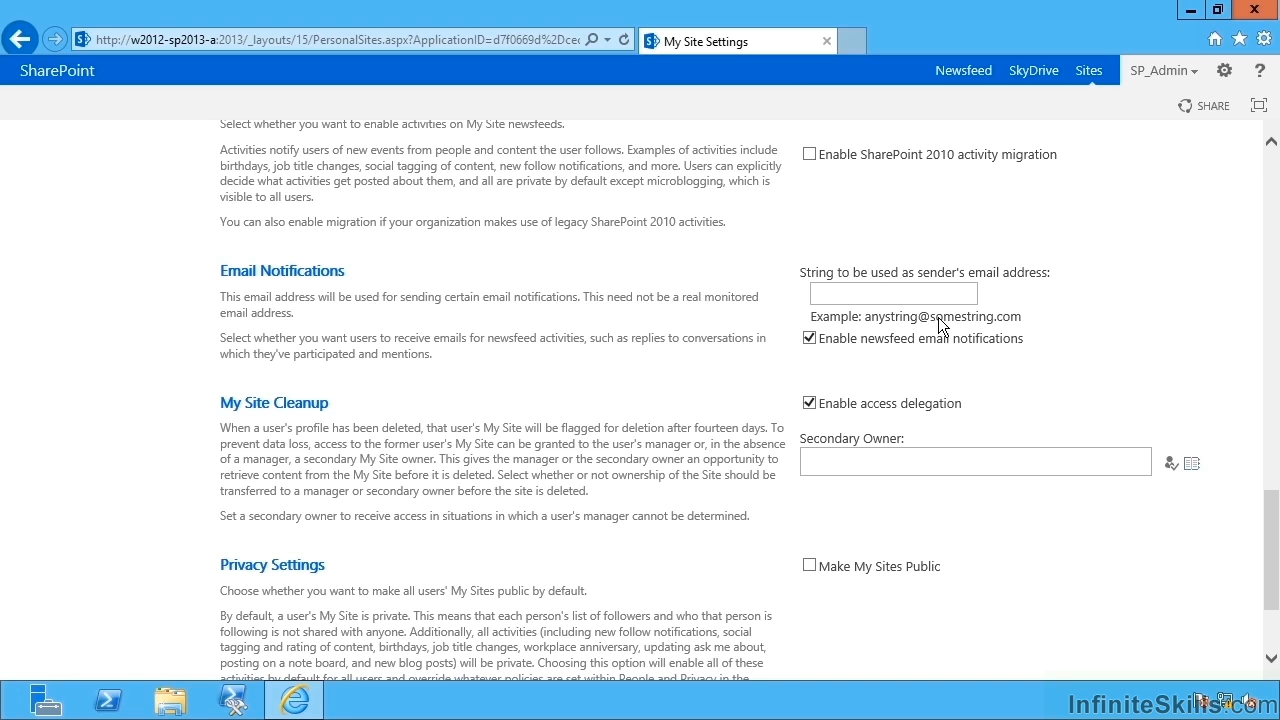 http://w2012-sp2013-a:2013/_layouts/15/PersonalSites.aspx?ApplicationID=d7f0669d%2Dcec
My Site Settings
SharePoint
Newsfeed
SkyDrive
Sites
SP_Admin
?
SHARE
Select whether you want to enable activities on My Site newsfeeds.
Activities notify users of new events from people and content the user follows. Examples of activities include
birthdays, job title changes, social tagging of content, new follow notifications, and more. Users can explicitly
decide what activities get posted about them, and all are private by default except microblogging, which is
visible to all users.
You can also enable migration if your organization makes use of legacy SharePoint 2010 activities.
Enable SharePoint 2010 activity migration
Email Notifications
This email address will be used for sending certain email notifications. This need not be a real monitored
email address.
Select whether you want users to receive emails for newsfeed activities, such as replies to conversations in
which they've participated and mentions.
String to be used as sender's email address:
Example: anystring@somestring.com
Enable newsfeed email notifications
My Site Cleanup
When a user's profile has been deleted, that user's My Site will be flagged for deletion after fourteen days. To
prevent data loss, access to the former user's My Site can be granted to the user's manager or, in the absence
of a manager, a secondary My Site owner. This gives the manager or the secondary owner an opportunity to
retrieve content from the My Site before it is deleted. Select whether or not ownership of the Site should be
transferred to a manager or secondary owner before the site is deleted.
Set a secondary owner to receive access in situations in which a user's manager cannot be determined.
Enable access delegation
Secondary Owner:
Privacy Settings
Choose whether you want to make all users' My Sites public by default.
By default, a user's My Site is private. This means that each person's list of followers and who that person is
following is not shared with anyone. Additionally, all activities (including new follow notifications, social
tagging and rating of content, birthdays, job title changes, workplace anniversary, updating ask me about,
posting on a note board, and new blog posts) will be private. Choosing this option will enable all of these
activities by default for all users and override whatever policies are set within People and Privacy in the
Make My Sites Public
InfiniteSkills.com